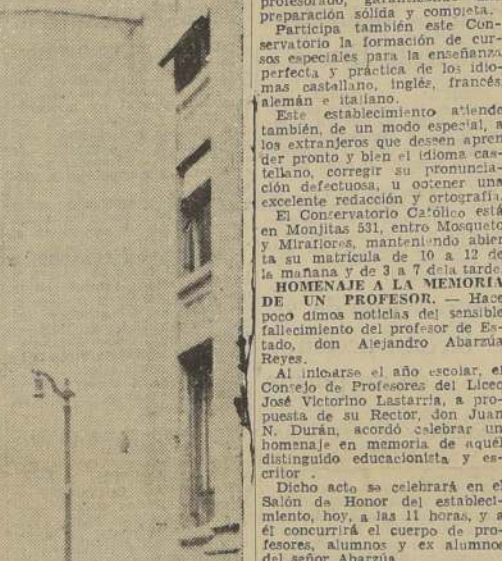 profesorado,
preparación sólida y completa.
Participa también este Con-
servatorio la formación de cur-
sos especiales para la enseñanza
perfecta y práctica de los idio-
mas castellano, inglés, francés
alemán e italiano.
Este establecimiento atiende
también, de un modo especial, a
los extranjeros que deseen apren
der pronto y bien el idioma cas-
tellano, corregir su pronuncia-
ción defectuosa, u obtener una
excelente redacción y ortografía.
El Conservatorio Católico está
en Monjitas 531, entro Mosqueto
y Miraflores, manteniendo abier
ta su matrícula de 10 a 12 de
la mañana y de 3 a 7 dela tarde.
HOMENAJE A LA MEMORIA
DE UN PROFESOR. — Hace
poco dimos noticias del sensible
fallecimiento del profesor de Es-
tado, don Alejandro Abarzúa
Reyes.
Al iniciarse el año escolar, el
Consejo de Profesores del Liceo
José Victorino Lastarria, a pro-
puesta de su Rector, don Juan
N. Durán, acordó celebrar un
homenaje en memoria de aquél
distinguido educacionista y es-
critor .
Dicho acto se celebrará en el
Salón de Honor del estableci-
miento, hoy, a las 11 horas, y a
él concurrirá el cuerpo de pro-
fesores, alumnos y ex alumnos
del señor Abarzúa